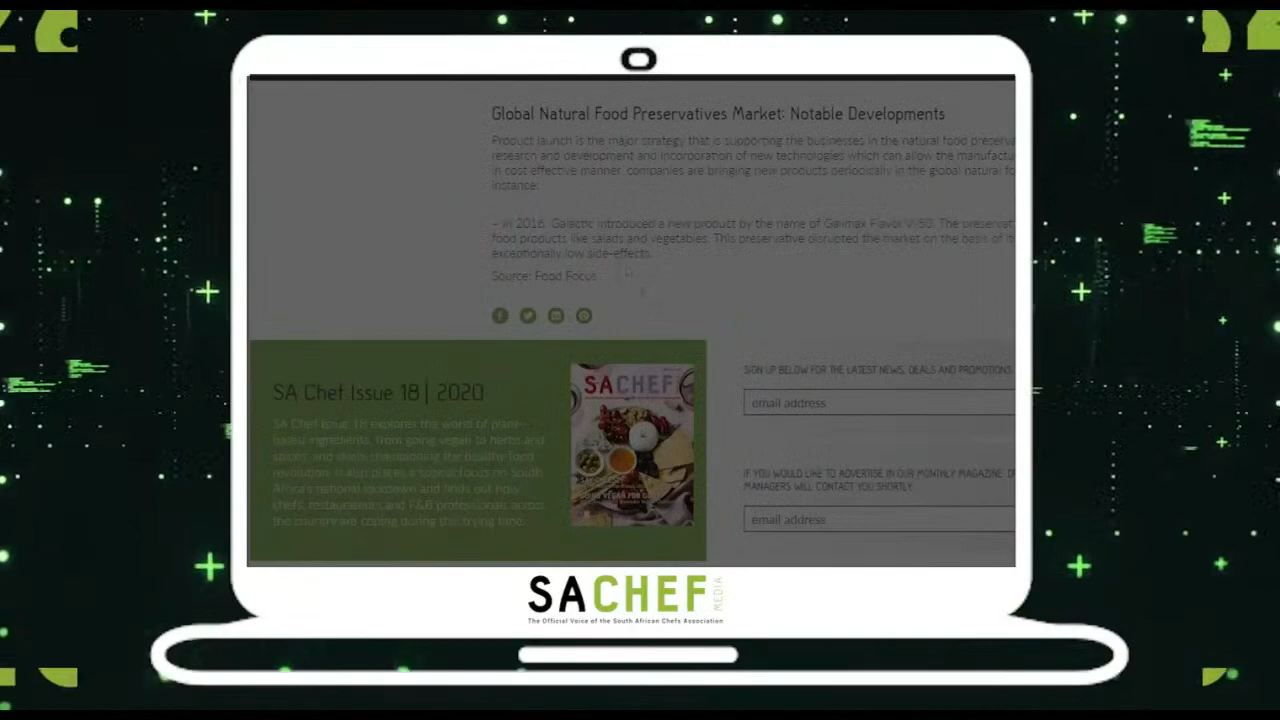 Global Natural Food Preservatives Market: Notable Developments
Product launch is the major strategy that is supporting the businesses in the natural food
research and development and incorporation of new technologies which can allow the
in cost effective manner, companies are bringing new products periodically in the global natural
instance:
– In 2016, Galactic introduced a new product by the name of Galimax Flavor V-50. The
food products like salads and vegetables. This preservative disrupted the market on the basis of
exceptionally low side-effects.
Source: Food Focus
SA Chef Issue 18 | 2020
SA Chef Issue 18 explores the world of plant-
based ingredients, from going vegan to herbs and
spices, and chefs championing the healthy food
revolution. It also places a topical focus on South
Africa's national lockdown and finds out how
chefs, restaurateurs and F&B professionals across
the country are coping during this trying time.
SACHEF
SIGN UP BELOW FOR THE LATEST NEWS, DEALS AND PROMOTIONS
email address
IF YOU WOULD LIKE TO ADVERTISE IN OUR MONTHLY MAGAZINE,
MANAGERS WILL CONTACT YOU SHORTLY.
email address
SACHEF MEDIA
The Official Voice of the South African Chefs Association